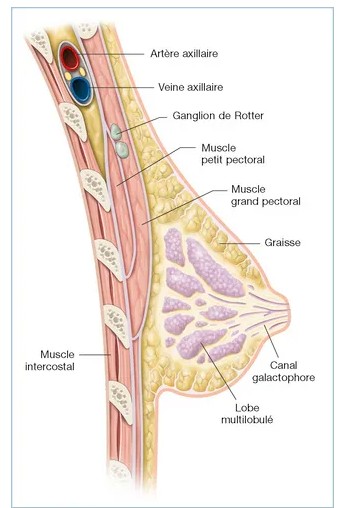 Artère axillaire
Veine axillaire
Ganglion de Rotter
Muscle
petit pectoral
Muscle
grand pectoral
Graisse
Muscle
intercostal
Canal
galactophore
Lobe
multilobulé